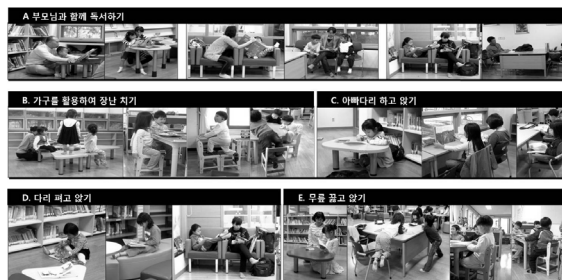 A 부모님과 함께 독서하기
B. 가구를 활용하여 장난 치기
C. 아빠다리 하고 앉기
D. 다리 펴고 앉기
E. 무릎 꿇고 앉기